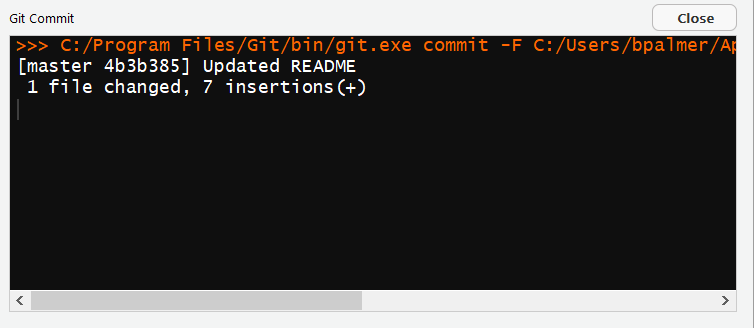 Git Commit
Close
>>> C:/Program Files/Git/bin/git.exe commit -F C:/Users/bpalmer/Ap
[master 4b3b385] Updated README
1 file changed, 7 insertions(+)